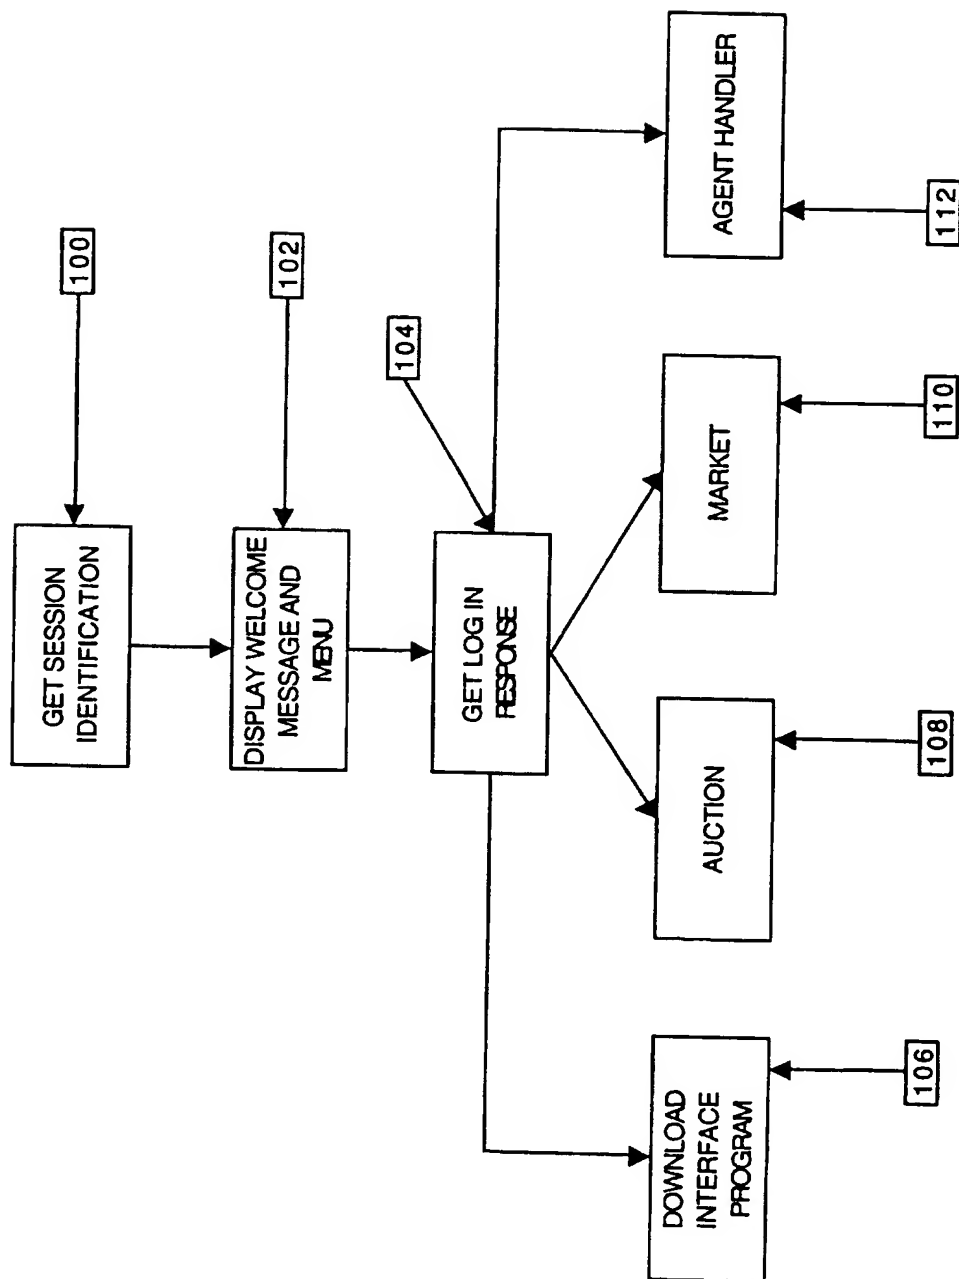 100
GET SESSION
IDENTIFICATION
102
DISPLAY WELCOME
MESSAGE AND
MENU
104
GET LOG IN
RESPONSE
DOWNLOAD
INTERFACE
PROGRAM
106
AUCTION
108
MARKET
110
AGENT HANDLER
112